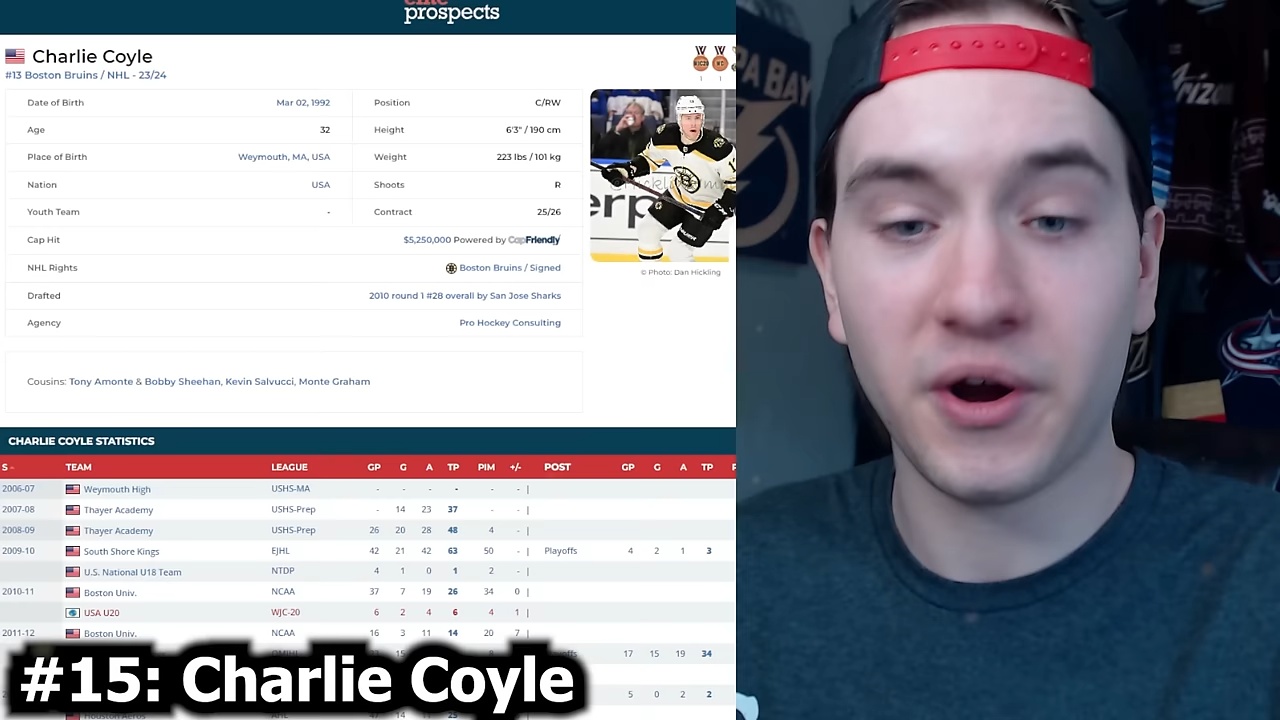 elite
prospects
Charlie Coyle
#13 Boston Bruins / NHL - 23/24
Date of Birth Mar 02, 1992 Position C/RW
Age 32 Height 6'3" / 190 cm
Place of Birth Weymouth, MA, USA Weight 223 lbs / 101 kg
Nation USA Shoots R
Youth Team - Contract 25/26
Cap Hit $5,250,000 Powered by CapFriendly
NHL Rights Boston Bruins / Signed
Drafted 2010 round 1 #28 overall by San Jose Sharks
Agency Pro Hockey Consulting
© Photo: Dan Hickling
Cousins: Tony Amonte & Bobby Sheehan, Kevin Salvucci, Monte Graham
CHARLIE COYLE STATISTICS
S TEAM LEAGUE GP G A TP PIM +/- POST GP G A TP
2006-07 Weymouth High USHS-MA - - - - - - |
2007-08 Thayer Academy USHS-Prep - 14 23 37 - - |
2008-09 Thayer Academy USHS-Prep 26 20 28 48 4 - |
2009-10 South Shore Kings EJHL 42 21 42 63 50 - | Playoffs 4 2 1 3
U.S. National U18 Team NTDP 4 1 0 1 2 - |
2010-11 Boston Univ. NCAA 37 7 19 26 34 0 |
USA U20 WJC-20 6 2 4 6 4 1 |
2011-12 Boston Univ. NCAA 16 3 11 14 20 7 |
17 15 19 34
5 0 2 2
#15: Charlie Coyle
PA BAY